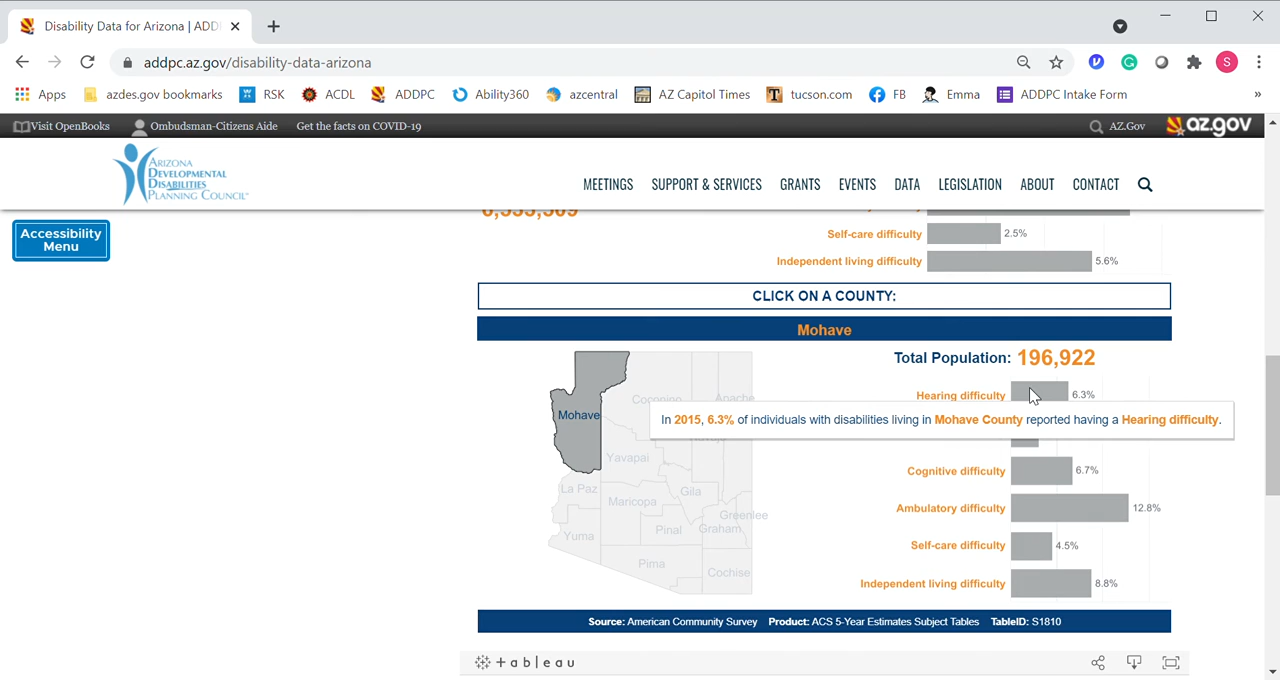 Disability Data for Arizona | ADD
addpc.az.gov/disability-data-arizona
S
Apps
azdes.gov bookmarks
RSK
ACDL
ADDPC
Ability360
azcentral
AZ Capitol Times
tucson.com
FB
Emma
ADDPC Intake Form
»
Visit OpenBooks
Ombudsman-Citizens Aide
Get the facts on COVID-19
AZ.Gov
az.gov
ARIZONA
DEVELOPMENTAL
DISABILITIES
PLANNING COUNCIL
MEETINGS
SUPPORT & SERVICES
GRANTS
EVENTS
DATA
LEGISLATION
ABOUT
CONTACT
Accessibility
Menu
Self-care difficulty 2.5%
Independent living difficulty 5.6%
CLICK ON A COUNTY:
Mohave
Total Population: 196,922
Hearing difficulty 6.3%
In 2015, 6.3% of individuals with disabilities living in Mohave County reported having a Hearing difficulty.
Cognitive difficulty 6.7%
Ambulatory difficulty 12.8%
Self-care difficulty 4.5%
Independent living difficulty 8.8%
Mohave
Coconino
Apache
Yavapai
La Paz
Maricopa
Gila
Greenlee
Graham
Pinal
Yuma
Pima
Cochise
Source: American Community Survey Product: ACS 5-Year Estimates Subject Tables TableID: S1810
+ a b l e a u